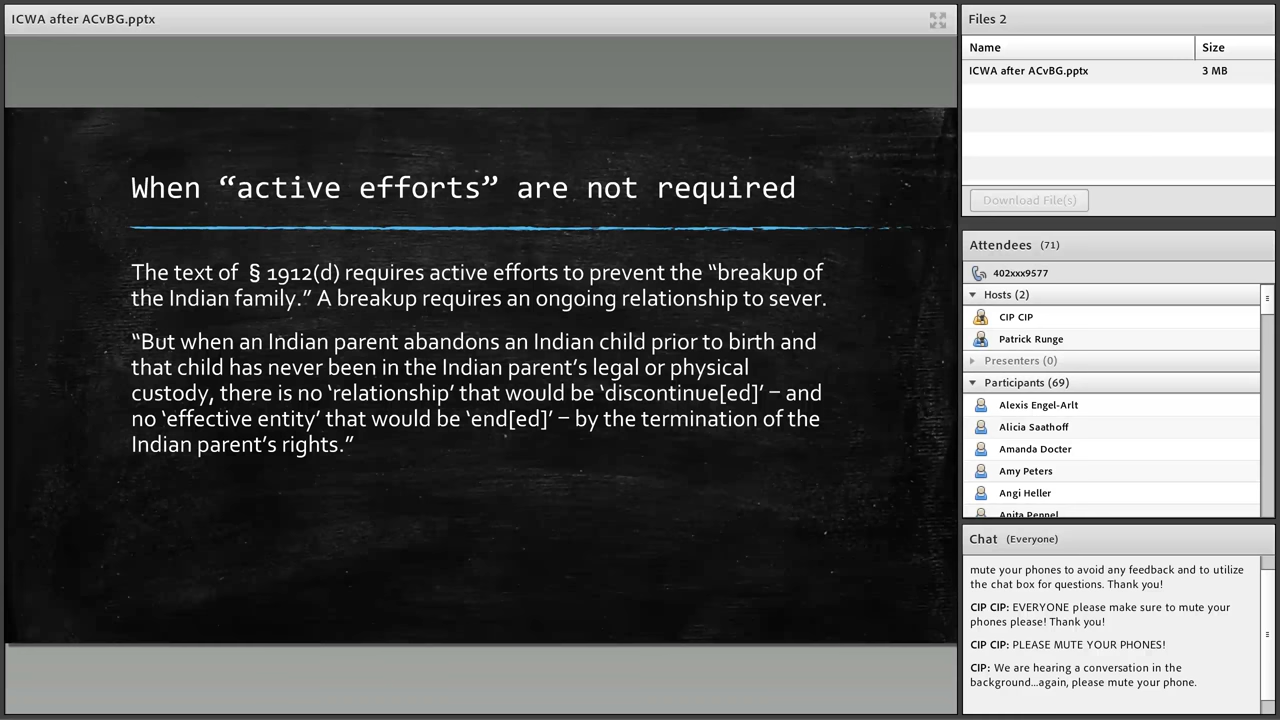 ICWA after ACvBG.pptx
When “active efforts” are not required
The text of § 1912(d) requires active efforts to prevent the “breakup of
the Indian family.” A breakup requires an ongoing relationship to sever.
“But when an Indian parent abandons an Indian child prior to birth and
that child has never been in the Indian parent’s legal or physical
custody, there is no ‘relationship’ that would be ‘discontinue[ed]’ – and
no ‘effective entity’ that would be ‘end[ed]’ – by the termination of the
Indian parent’s rights.”
Files 2
Name Size
ICWA after ACvBG.pptx 3 MB
Download File(s)
Attendees (71)
402xxx9577
Hosts (2)
CIP CIP
Patrick Runge
Presenters (0)
Participants (69)
Alexis Engel-Arlt
Alicia Saathoff
Amanda Docter
Amy Peters
Angi Heller
Anita Peppel
Chat (Everyone)
mute your phones to avoid any feedback and to utilize
the chat box for questions. Thank you!
CIP CIP: EVERYONE please make sure to mute your
phones please! Thank you!
CIP CIP: PLEASE MUTE YOUR PHONES!
CIP: We are hearing a conversation in the
background...again, please mute your phone.